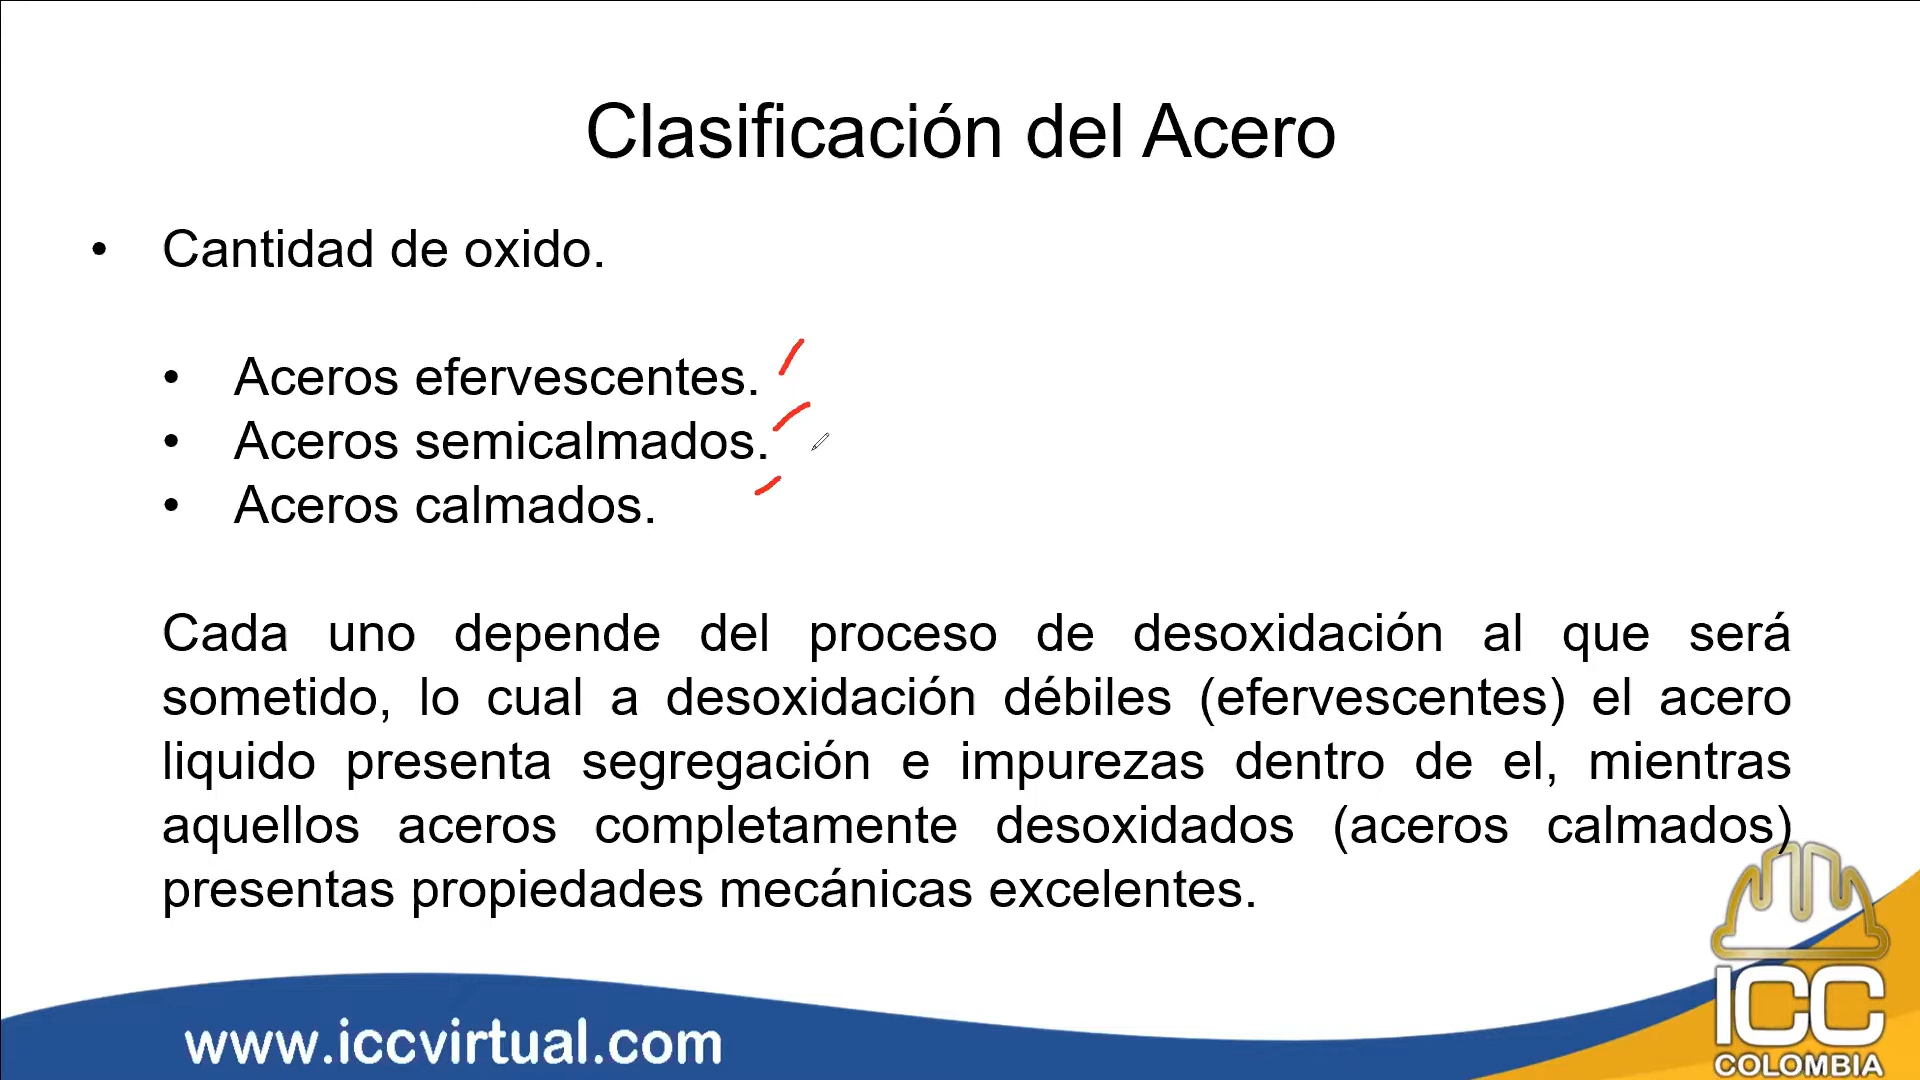 Clasificación del Acero
• Cantidad de oxido.
• Aceros efervescentes.
• Aceros semicalmados.
• Aceros calmados.
Cada uno depende del proceso de desoxidación al que será
sometido, lo cual a desoxidación débiles (efervescentes) el acero
liquido presenta segregación e impurezas dentro de el, mientras
aquellos aceros completamente desoxidados (aceros calmados)
presentas propiedades mecánicas excelentes.
www.iccvirtual.com
ICC
COLOMBIA